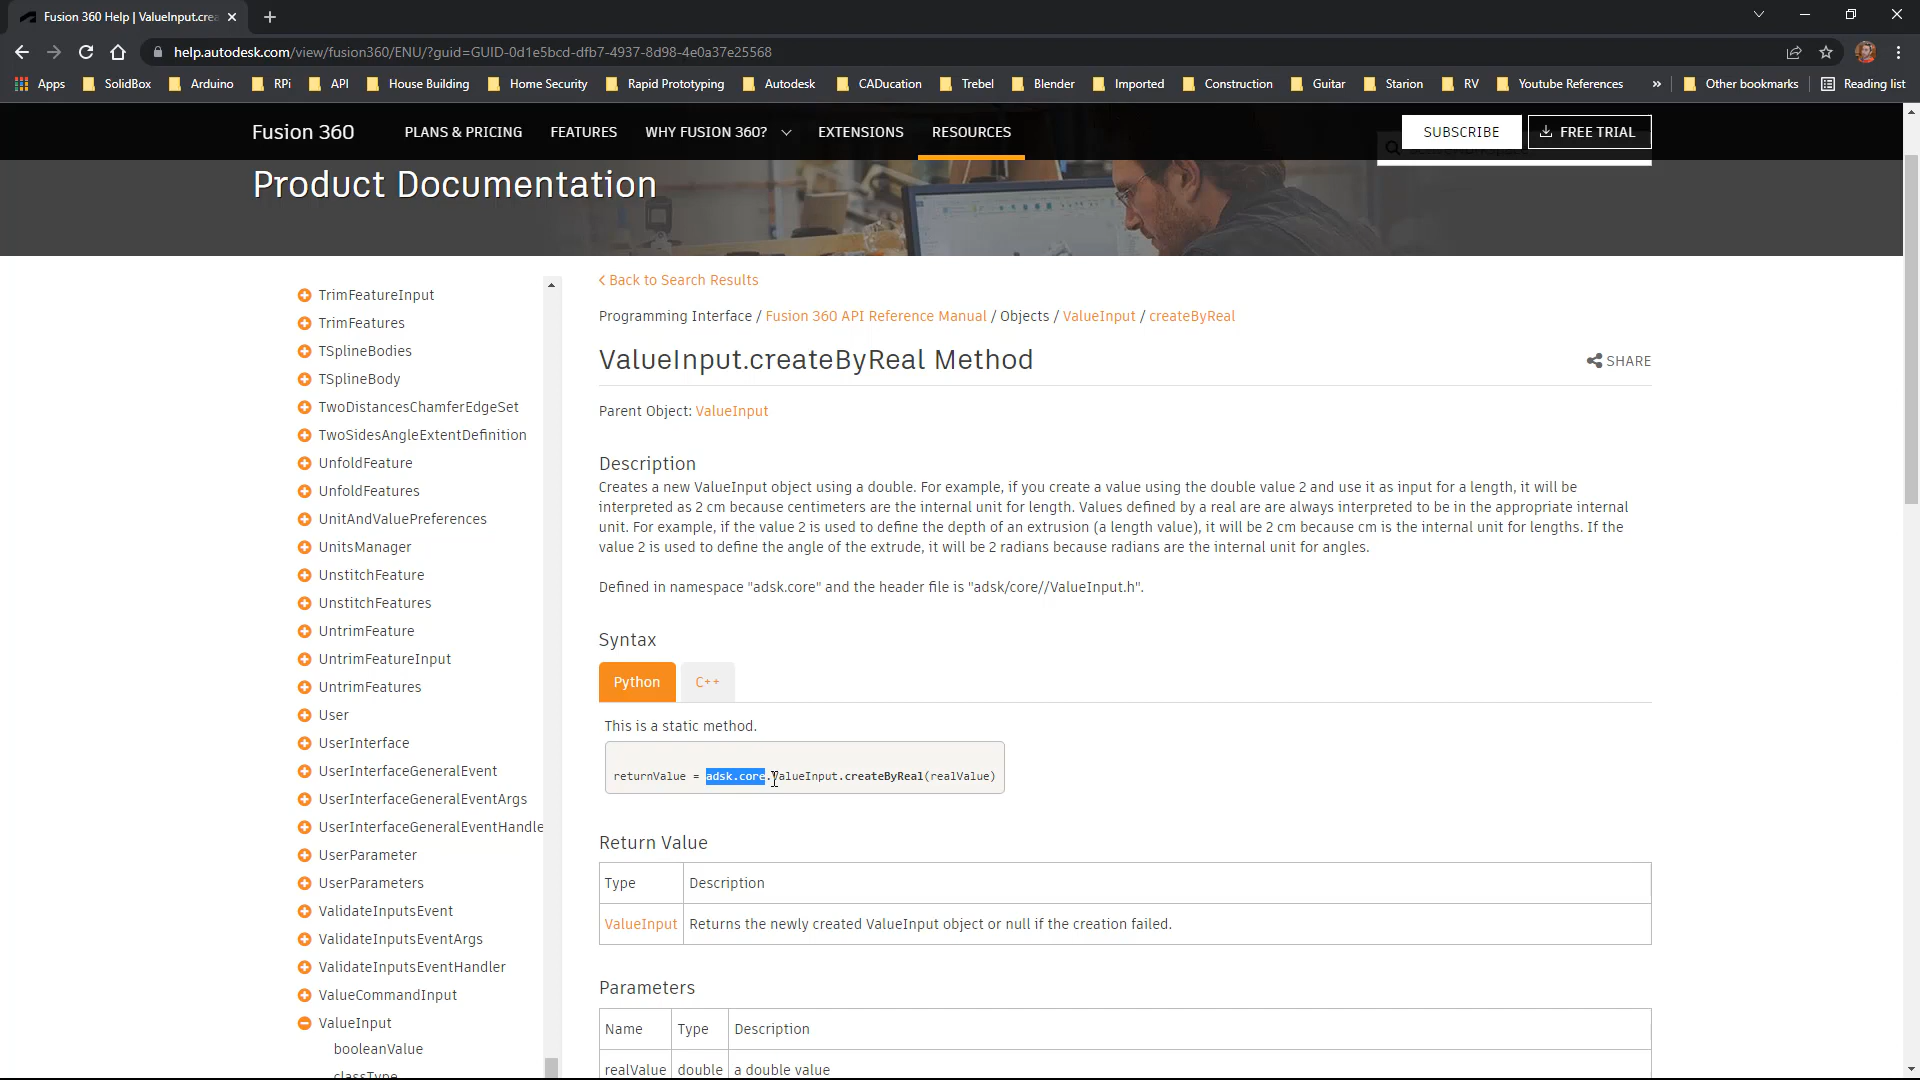 Fusion 360 Help | ValueInput.crea
help.autodesk.com/view/fusion360/ENU/?guid=GUID-0d1e5bcd-dfb7-4937-8d98-4e0a37e25568
Apps SolidBox Arduino RPi API House Building Home Security Rapid Prototyping Autodesk CADucation Trebel Blender Imported Construction Guitar Starion RV Youtube References » Other bookmarks Reading list
Fusion 360 PLANS & PRICING FEATURES WHY FUSION 360? EXTENSIONS RESOURCES SUBSCRIBE FREE TRIAL
Product Documentation
TrimFeatureInput
TrimFeatures
TSplineBodies
TSplineBody
TwoDistancesChamferEdgeSet
TwoSidesAngleExtentDefinition
UnfoldFeature
UnfoldFeatures
UnitAndValuePreferences
UnitsManager
UnstitchFeature
UnstitchFeatures
UntrimFeature
UntrimFeatureInput
UntrimFeatures
User
UserInterface
UserInterfaceGeneralEvent
UserInterfaceGeneralEventArgs
UserInterfaceGeneralEventHandle
UserParameter
UserParameters
ValidateInputsEvent
ValidateInputsEventArgs
ValidateInputsEventHandler
ValueCommandInput
ValueInput
booleanValue
classType
Back to Search Results
Programming Interface / Fusion 360 API Reference Manual / Objects / ValueInput / createByReal
ValueInput.createByReal Method
SHARE
Parent Object: ValueInput
Description
Creates a new ValueInput object using a double. For example, if you create a value using the double value 2 and use it as input for a length, it will be
interpreted as 2 cm because centimeters are the internal unit for length. Values defined by a real are are always interpreted to be in the appropriate internal
unit. For example, if the value 2 is used to define the depth of an extrusion (a length value), it will be 2 cm because cm is the internal unit for lengths. If the
value 2 is used to define the angle of the extrude, it will be 2 radians because radians are the internal unit for angles.
Defined in namespace "adsk.core" and the header file is "adsk/core//ValueInput.h".
Syntax
Python C++
This is a static method.
returnValue = adsk.core.ValueInput.createByReal(realValue)
Return Value
Type Description
ValueInput Returns the newly created ValueInput object or null if the creation failed.
Parameters
Name Type Description
realValue double a double value